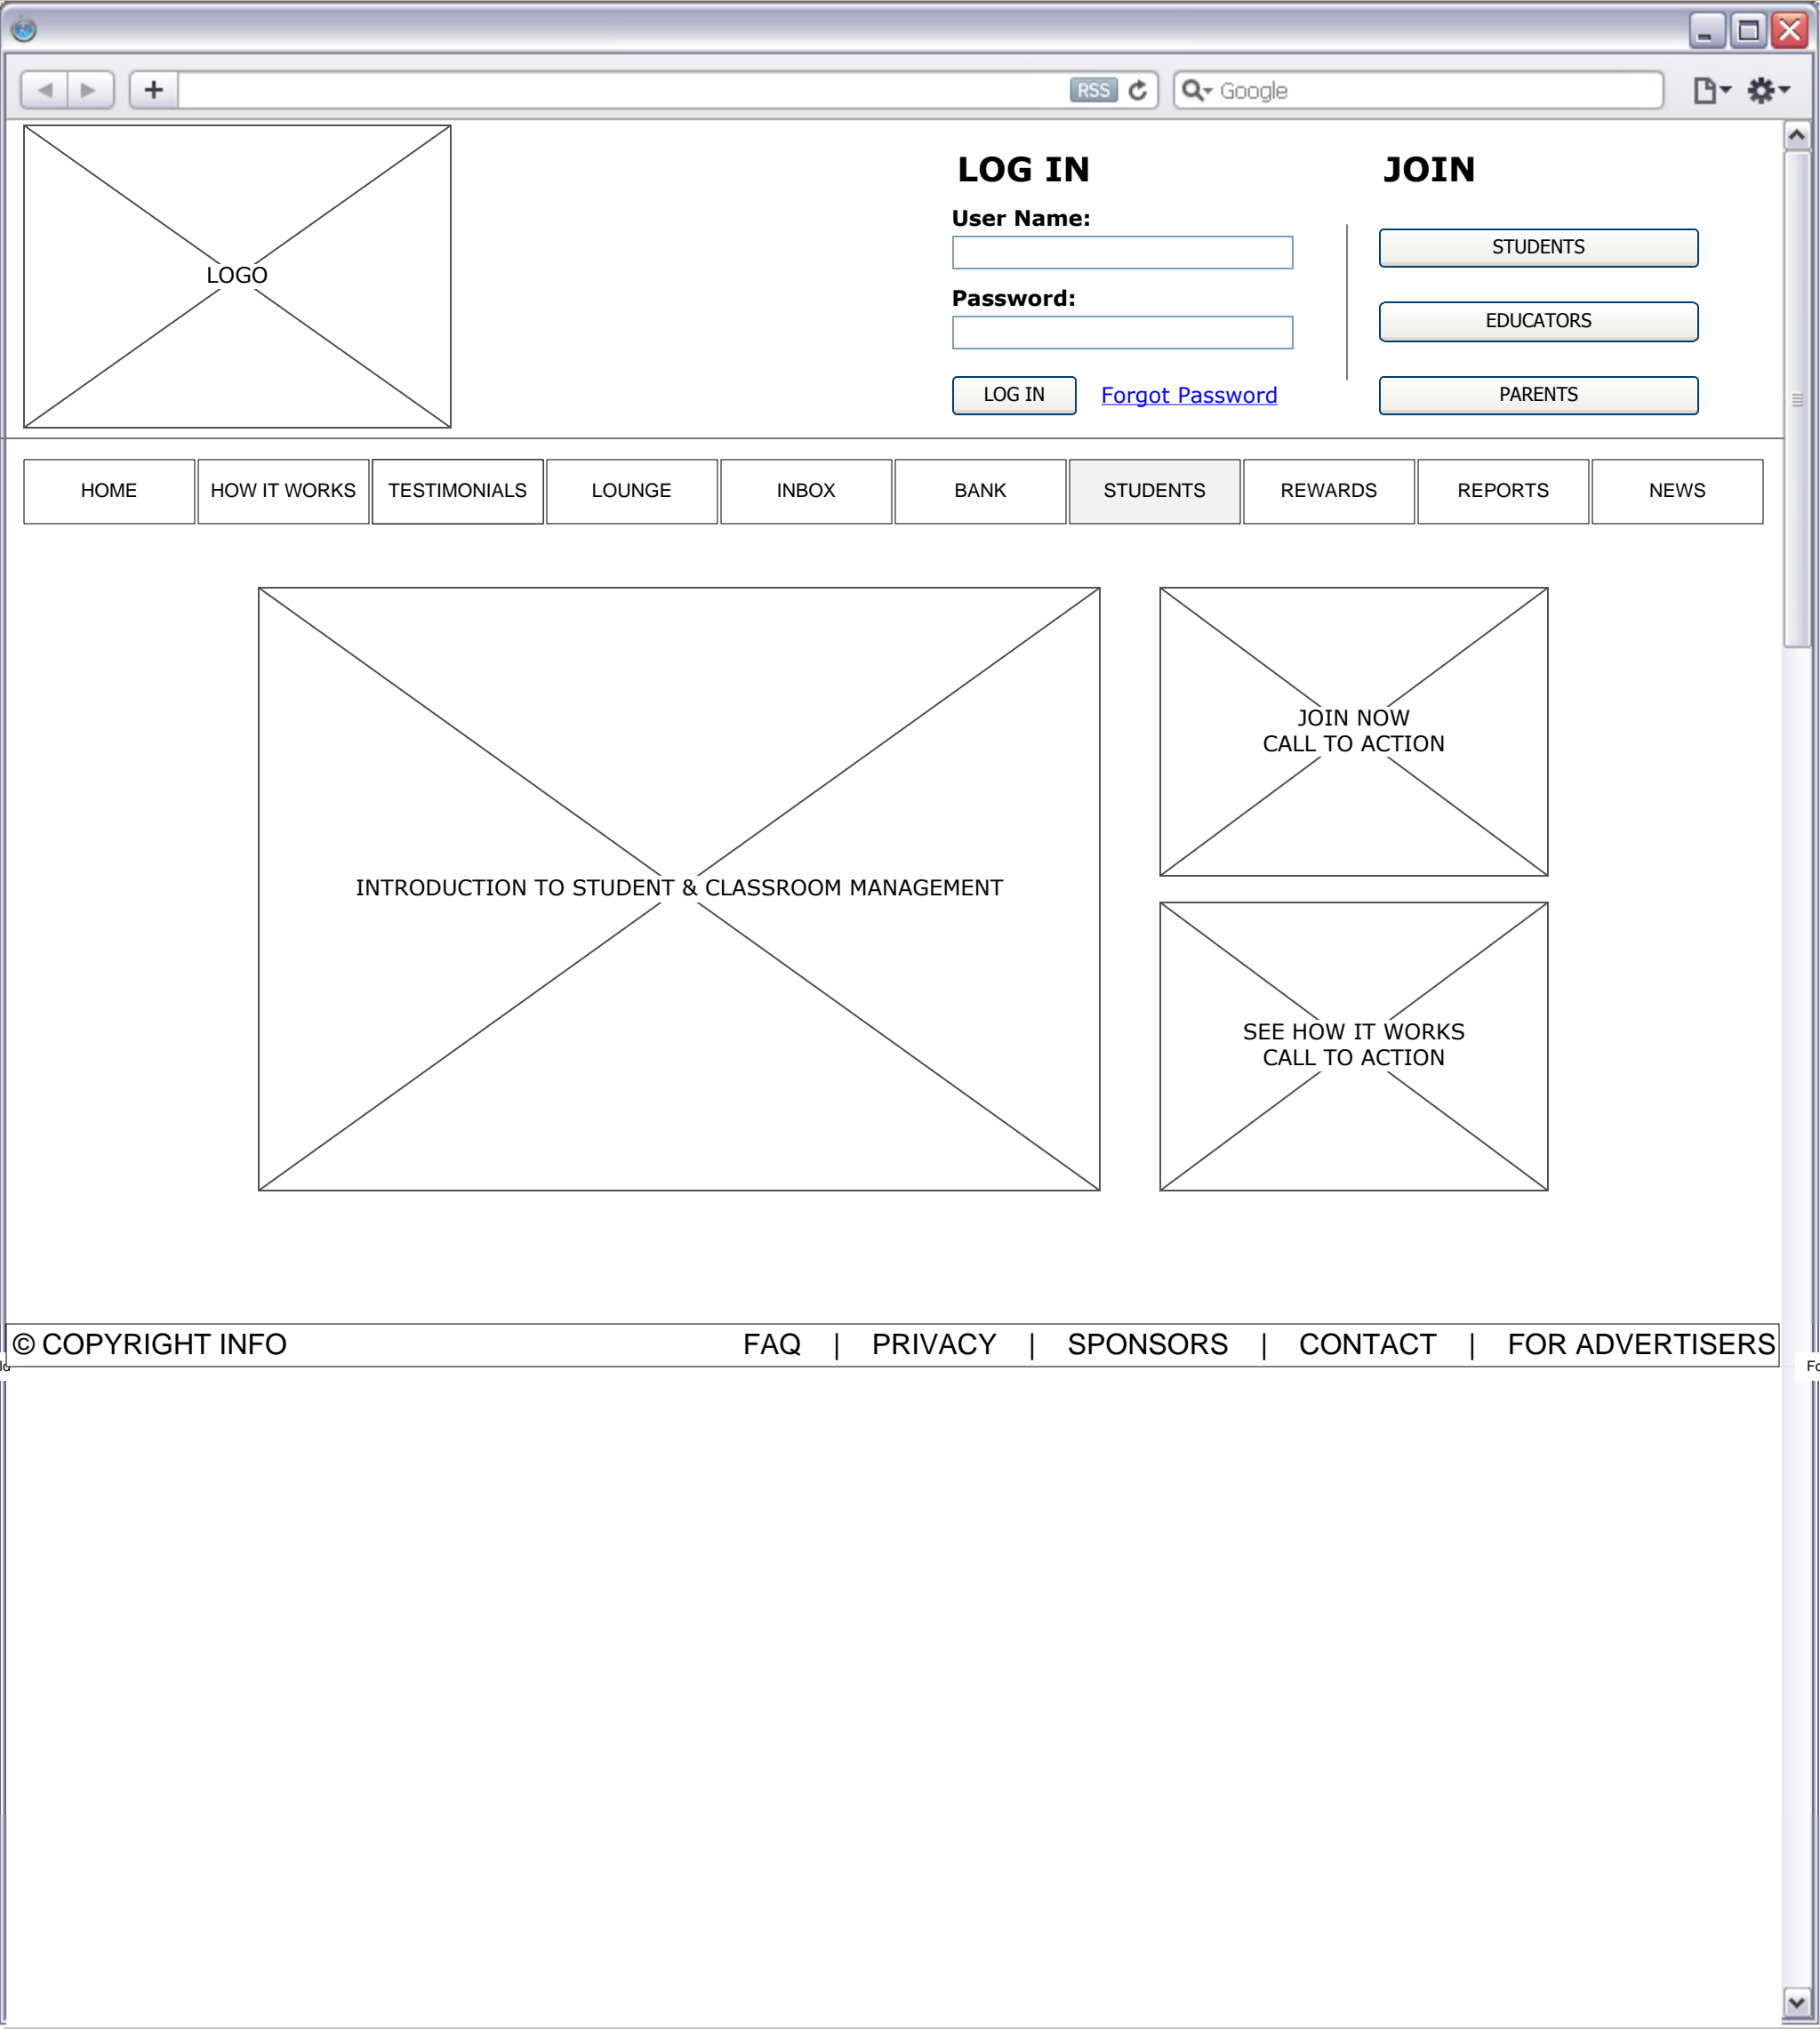 RSS
Google
LOGO
LOG IN
User Name:
Password:
LOG IN Forgot Password
JOIN
STUDENTS
EDUCATORS
PARENTS
HOME HOW IT WORKS TESTIMONIALS LOUNGE INBOX BANK STUDENTS REWARDS REPORTS NEWS
INTRODUCTION TO STUDENT & CLASSROOM MANAGEMENT
JOIN NOW
CALL TO ACTION
SEE HOW IT WORKS
CALL TO ACTION
© COPYRIGHT INFO FAQ | PRIVACY | SPONSORS | CONTACT | FOR ADVERTISERS